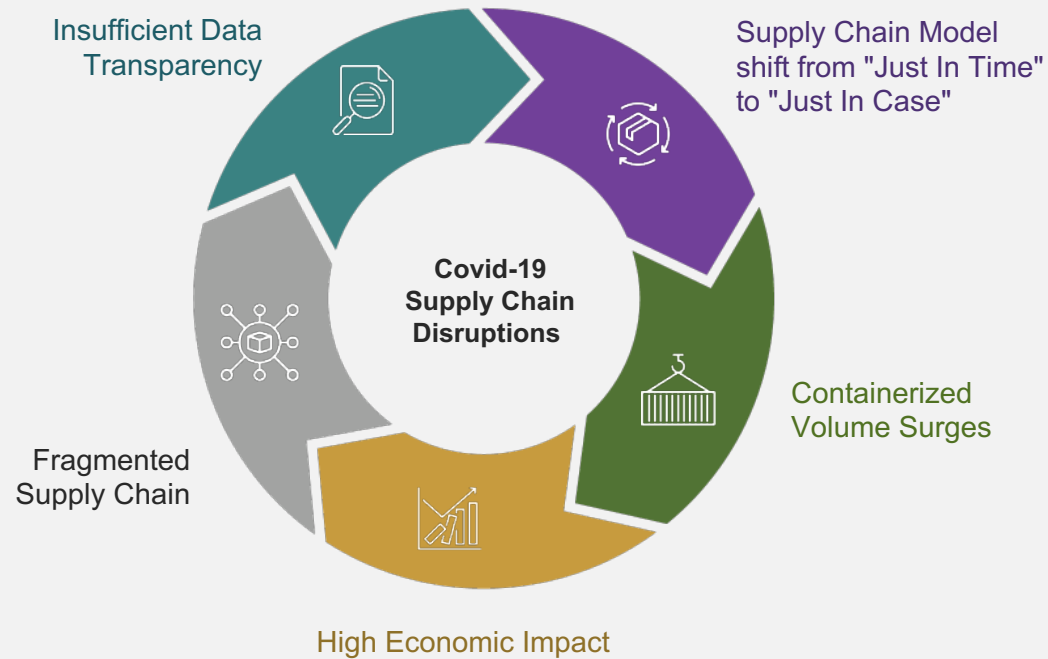 Insufficient Data
Transparency
Supply Chain Model
shift from "Just In Time"
to "Just In Case"
Covid-19
Supply Chain
Disruptions
Containerized
Volume Surges
Fragmented
Supply Chain
High Economic Impact